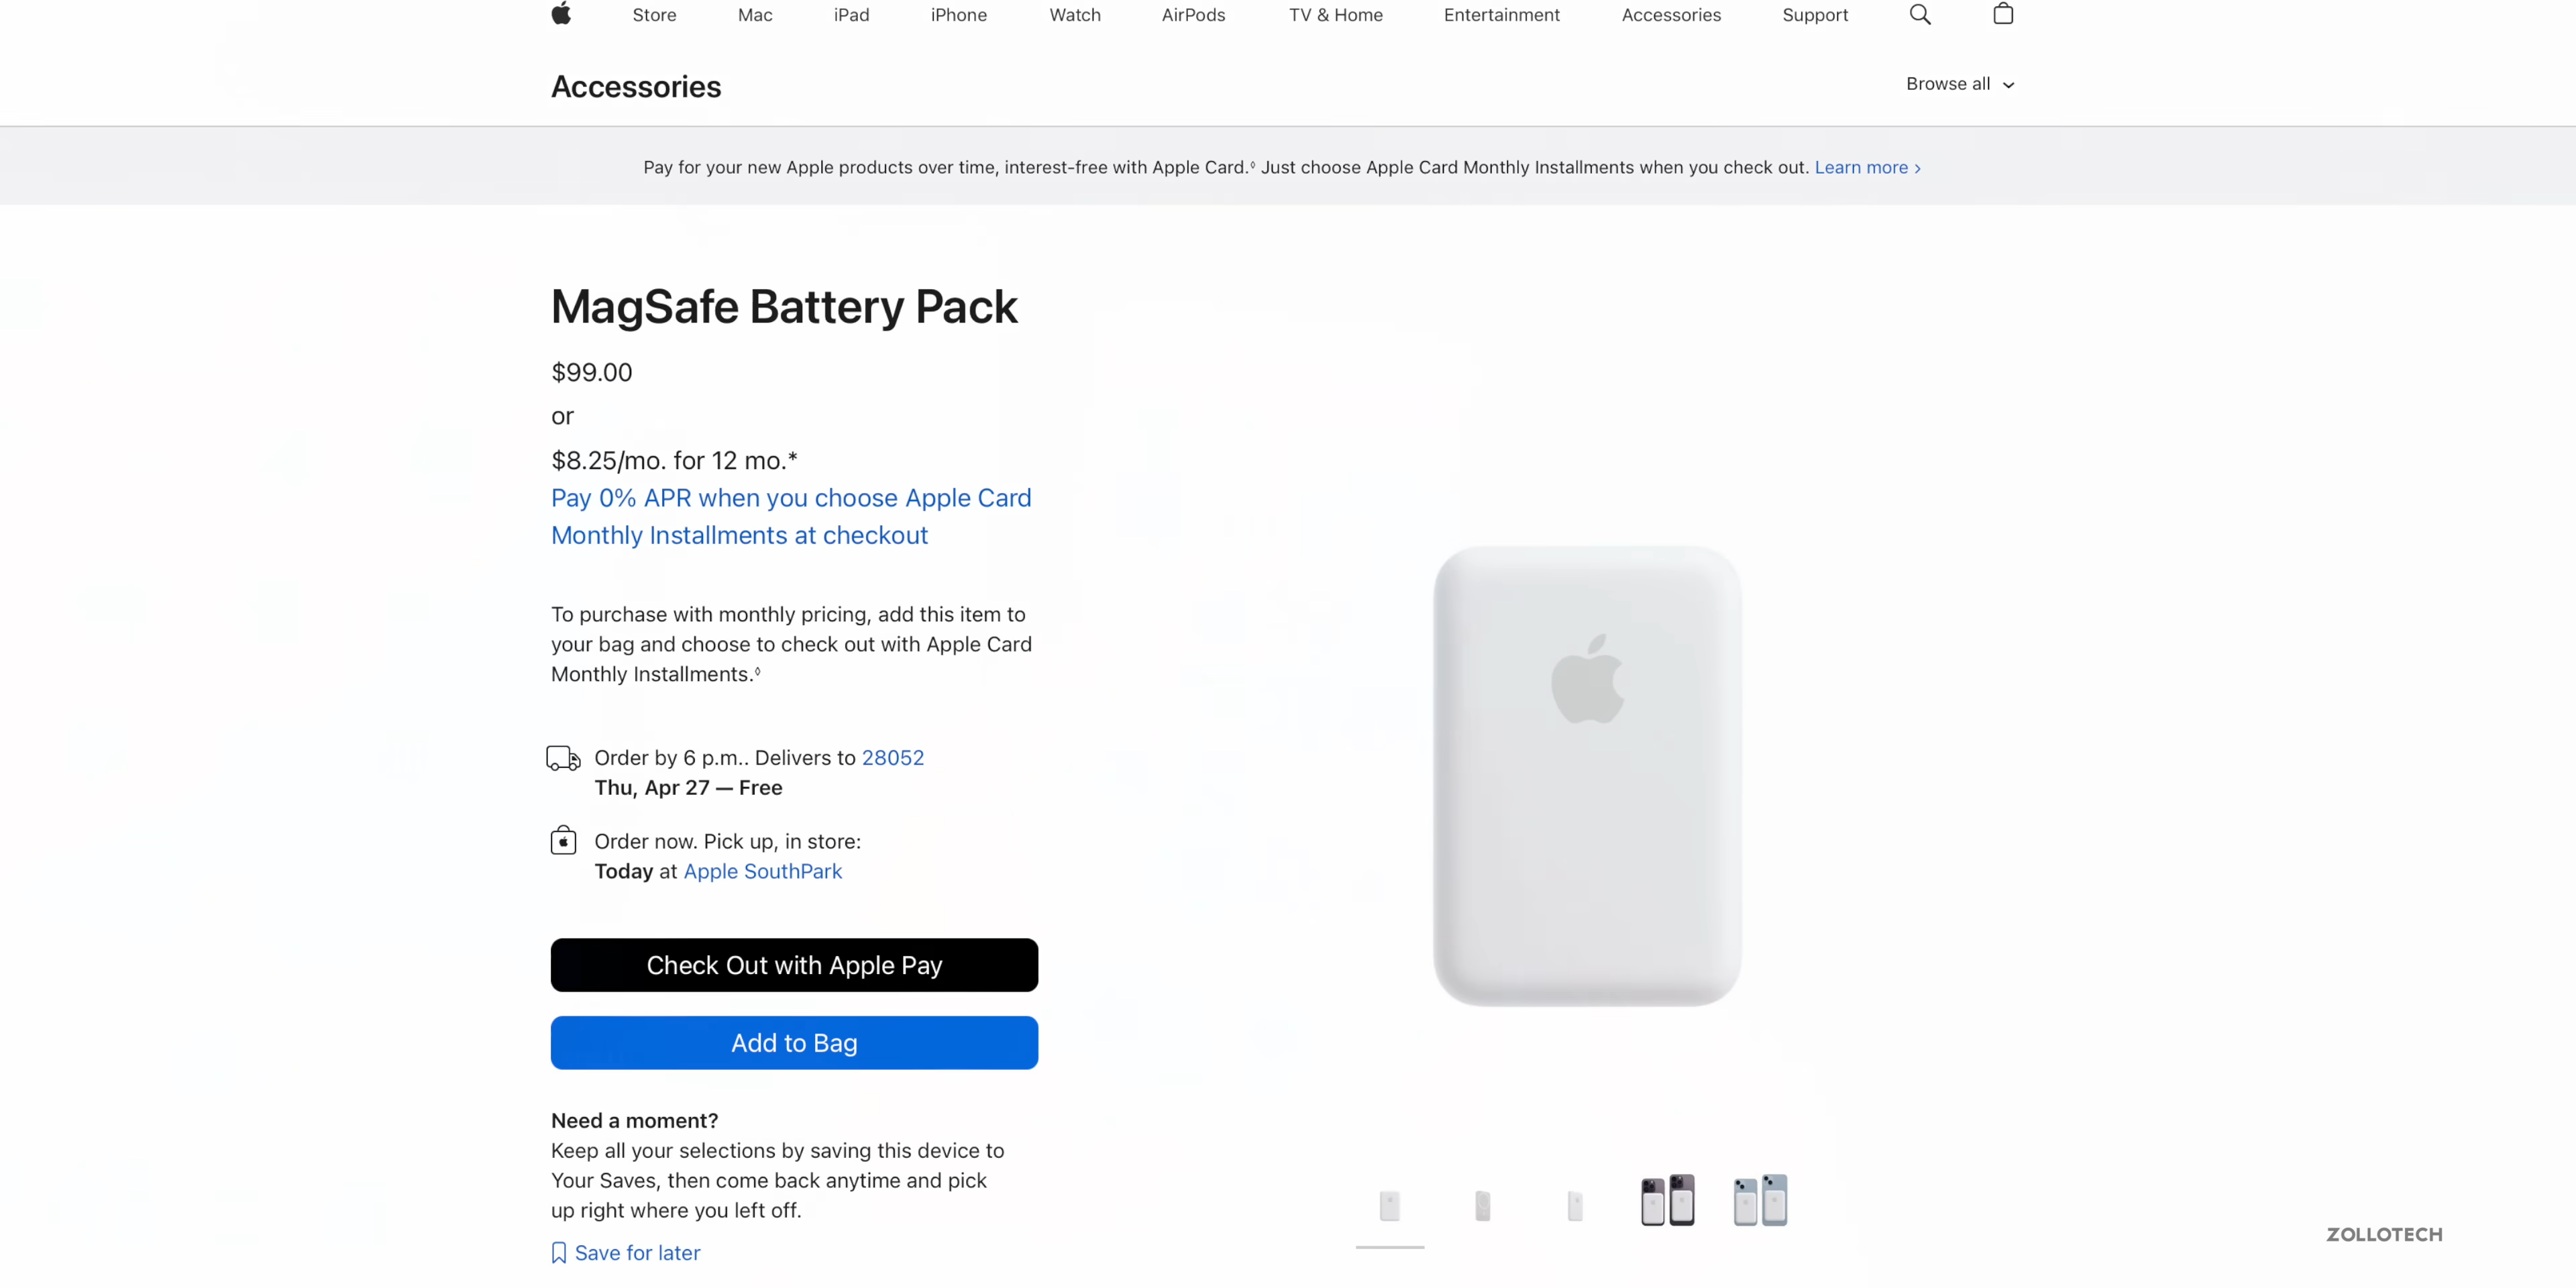 Store Mac iPad iPhone Watch AirPods TV & Home Entertainment Accessories Support
Accessories
Browse all
Pay for your new Apple products over time, interest-free with Apple Card.◊ Just choose Apple Card Monthly Installments when you check out. Learn more >
MagSafe Battery Pack
$99.00
or
$8.25/mo. for 12 mo.*
Pay 0% APR when you choose Apple Card
Monthly Installments at checkout
To purchase with monthly pricing, add this item to
your bag and choose to check out with Apple Card
Monthly Installments.◊
Order by 6 p.m.. Delivers to 28052
Thu, Apr 27 — Free
Order now. Pick up, in store:
Today at Apple SouthPark
Check Out with Apple Pay
Add to Bag
Need a moment?
Keep all your selections by saving this device to
Your Saves, then come back anytime and pick
up right where you left off.
Save for later
ZOLLOTECH